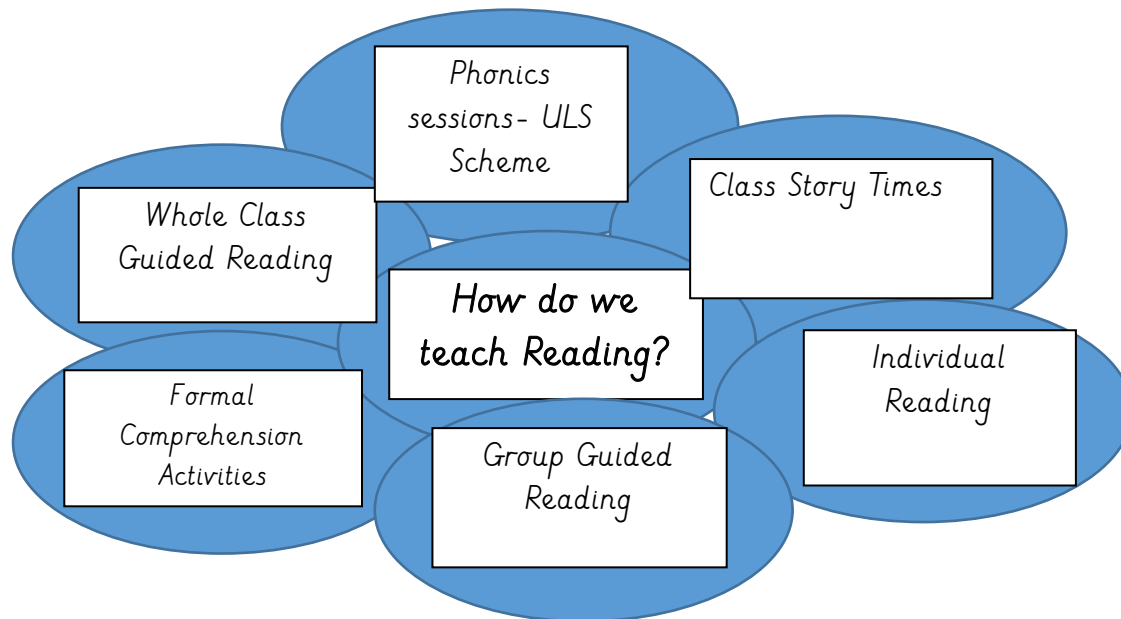 Phonics
sessions- ULS
Scheme
Class Story Times
Whole Class
Guided Reading
How do we
teach Reading?
Individual
Reading
Formal
Comprehension
Activities
Group Guided
Reading